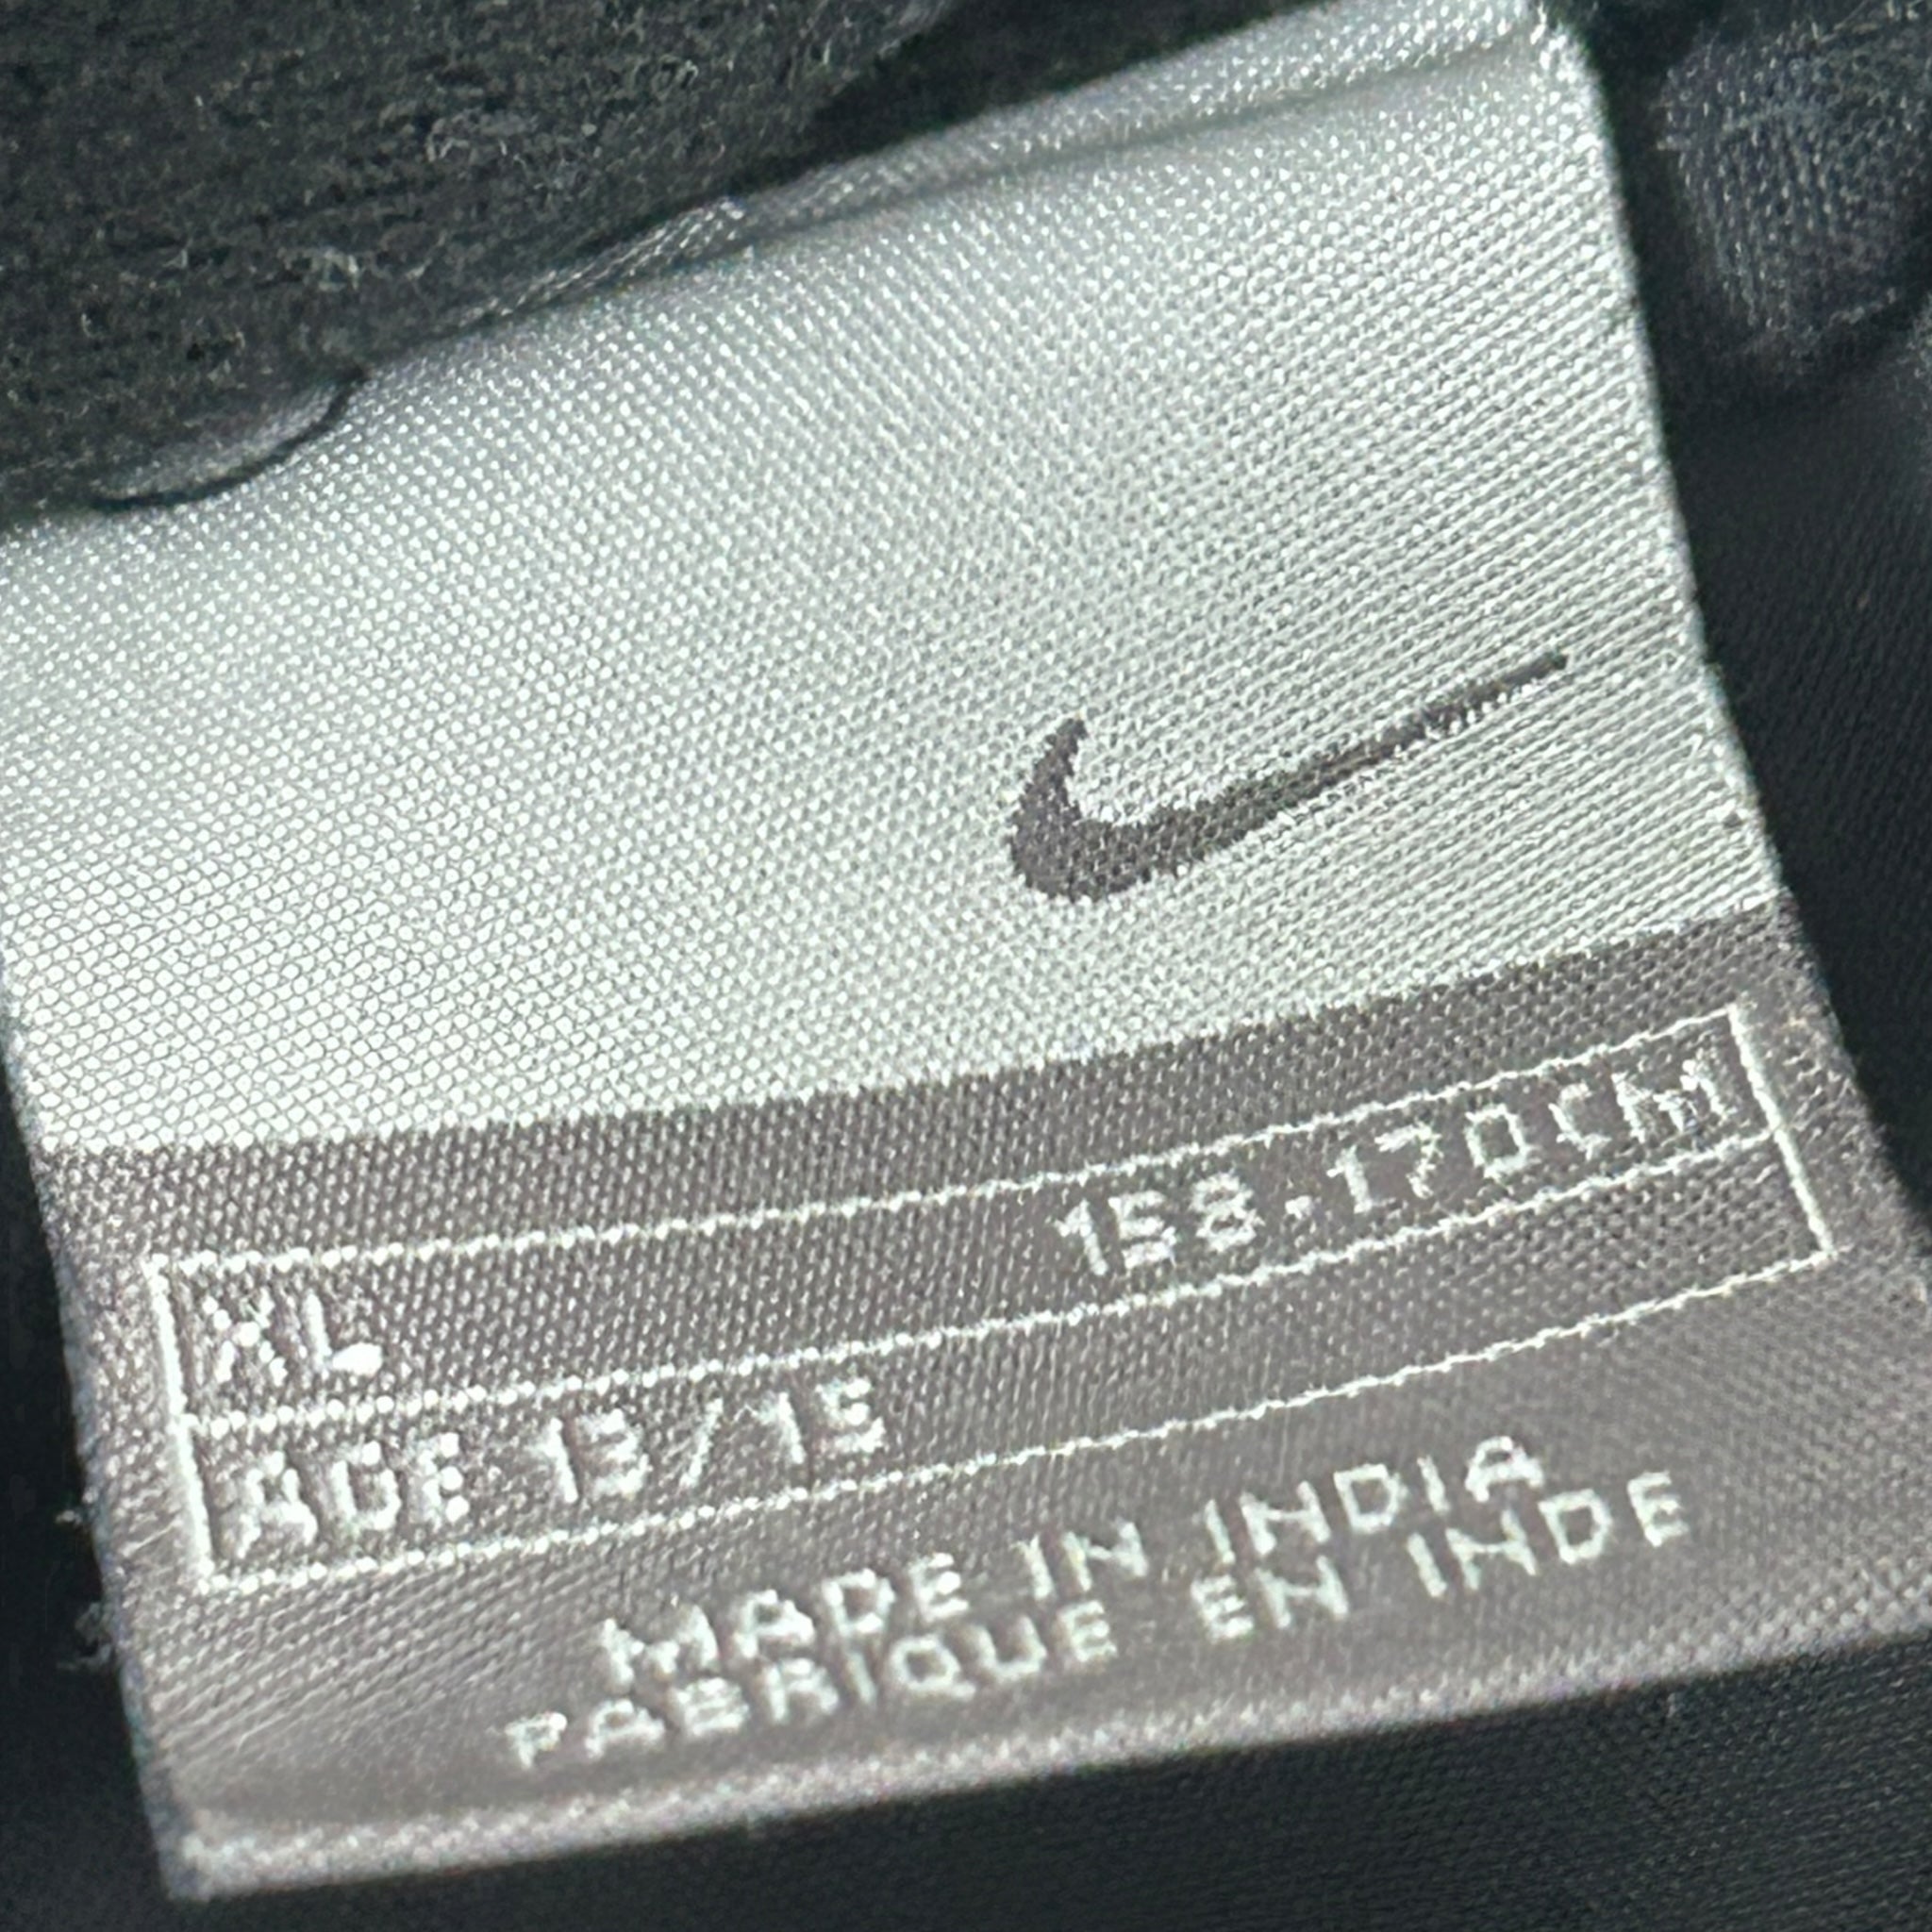 XL 158-170CM
AGE 13/15
MADE IN INDIA
FABRIQUE EN INDE